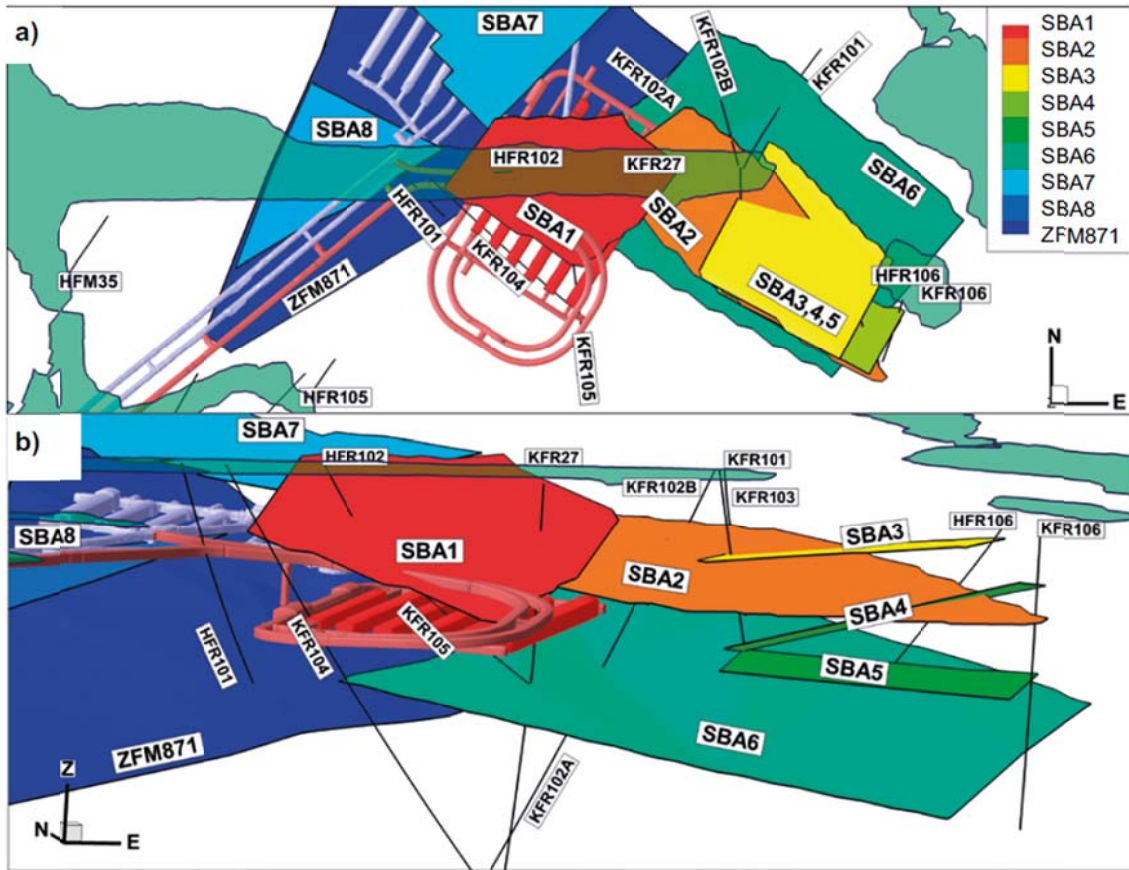 a)
SBA7
KFR102B
KFR101
KFR102A
SBA8
HFR102
KFR27
SBA6
HFR101
SBA1
SBA2
KFR104
HFM35
ZFM871
SBA3,4,5
HFR106
KFR106
KFR105
HFR105
N
E
SBA1
SBA2
SBA3
SBA4
SBA5
SBA6
SBA7
SBA8
ZFM871
b)
SBA7
HFR102
KFR27
KFR101
KFR102B
KFR103
SBA3
HFR106
KFR106
SBA8
SBA1
SBA2
SBA4
HFR101
KFR104
KFR105
SBA5
ZFM871
SBA6
KFR102A
Z
N
E